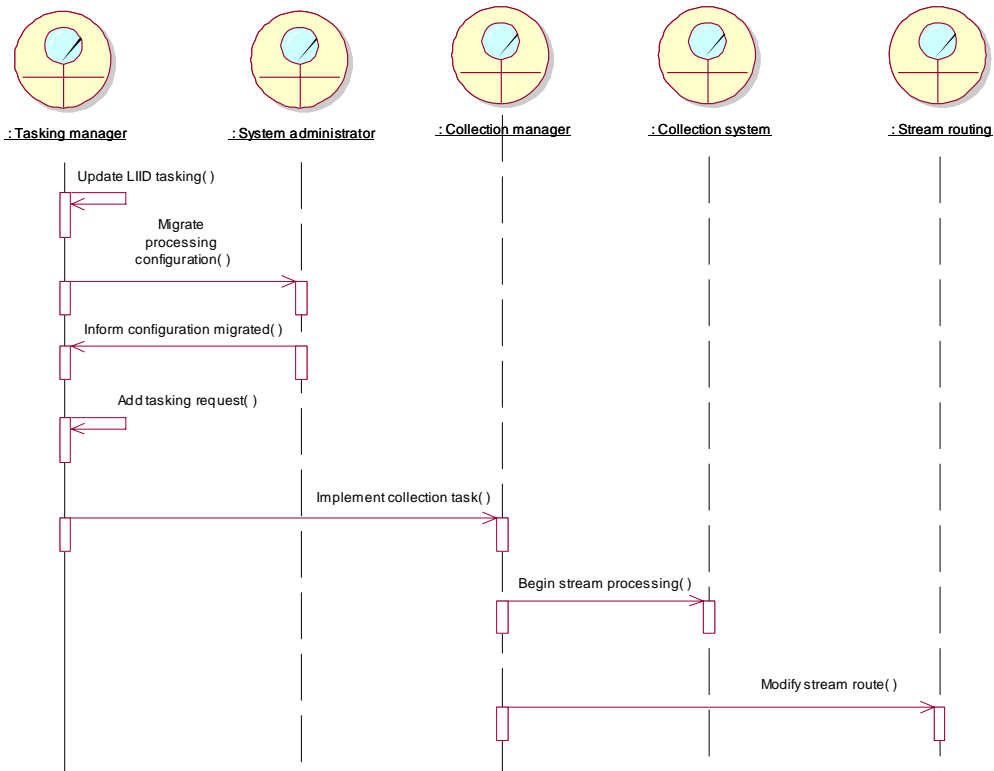 : Tasking manager
: System administrator
: Collection manager
: Collection system
: Stream routing
Update LIID tasking( )
Migrate
processing
configuration( )
Inform configuration migrated( )
Add tasking request( )
Implement collection task( )
Begin stream processing( )
Modify stream route( )